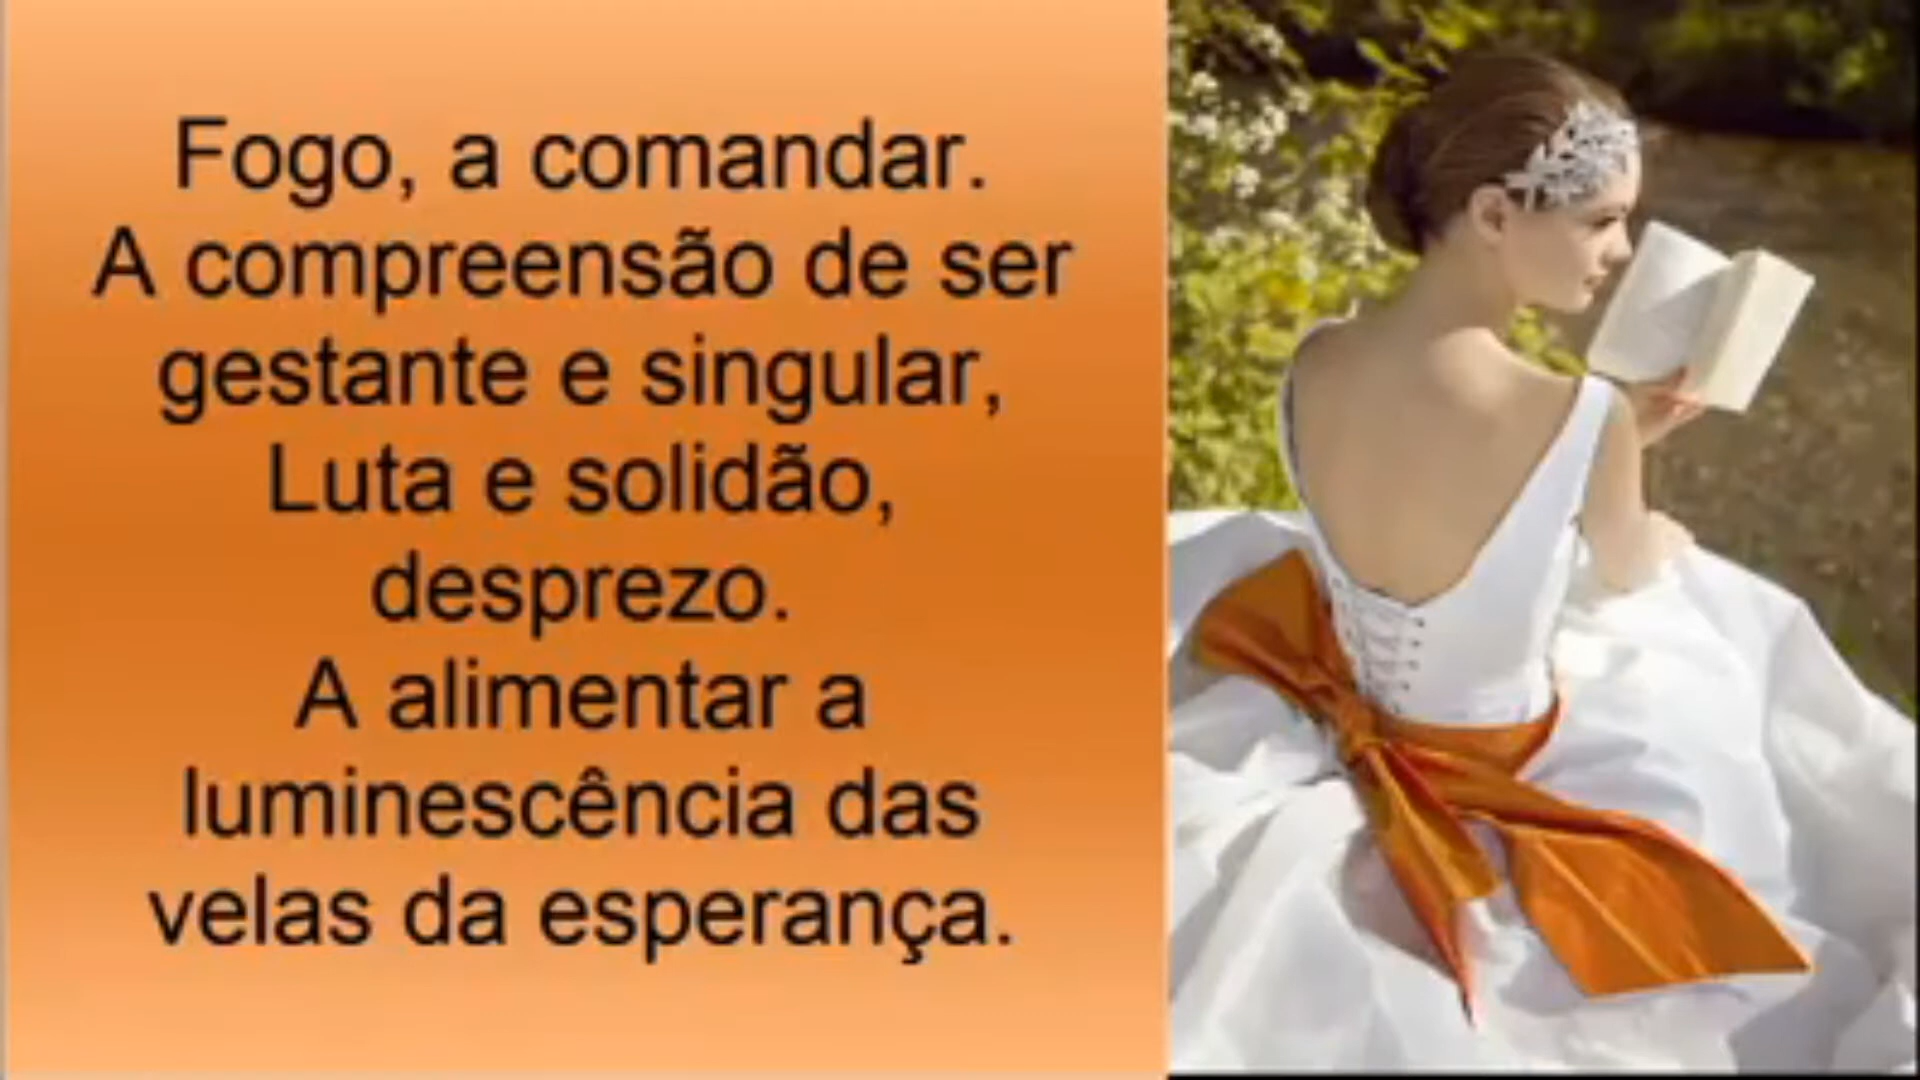 Fogo, a comandar.
A compreensão de ser
gestante e singular,
Luta e solidão,
desprezo.
A alimentar a
luminescência das
velas da esperança.